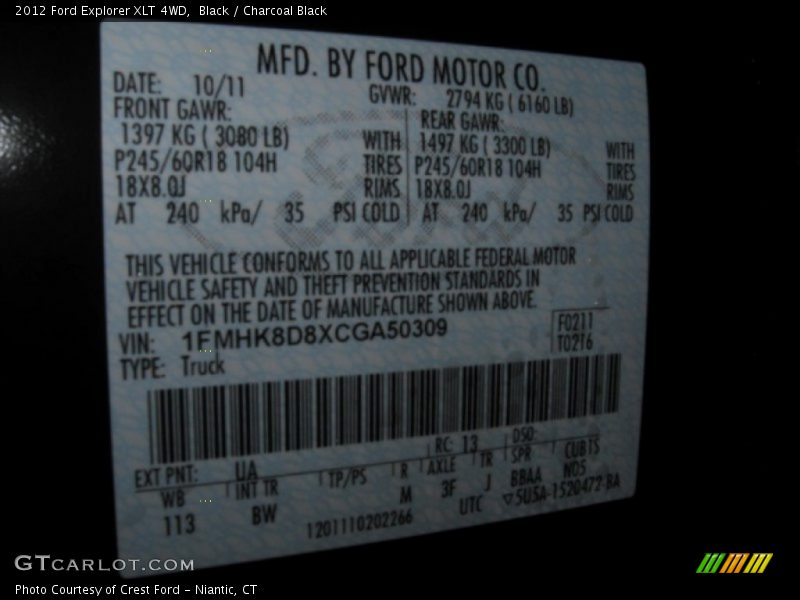 2012 Ford Explorer XLT 4WD,  Black / Charcoal Black
MFD. BY FORD MOTOR CO.
DATE: 10/11 GVWR: 2794 KG ( 6160 LB)
FRONT GAWR: REAR GAWR:
1397 KG ( 3080 LB) WITH 1497 KG ( 3300 LB) WITH
P245/60R18 104H TIRES P245/60R18 104H TIRES
18X8.0J RIMS 18X8.0J RIMS
AT 240 kPa/ 35 PSI COLD AT 240 kPa/ 35 PSI COLD
THIS VEHICLE CONFORMS TO ALL APPLICABLE FEDERAL MOTOR
VEHICLE SAFETY AND THEFT PREVENTION STANDARDS IN
EFFECT ON THE DATE OF MANUFACTURE SHOWN ABOVE.
VIN: 1FMHK8D8XCGA50309 F0211
TYPE: Truck T0216
EXT PNT: UA RC: 13 DSO:
WB INT TR TP/PS R AXLE TR SPR CUBTS
113 BW M 3F J BBAA ND5
1201110202266 UTC ▽5U5A-1520472-BA
GTCARLOT.COM
Photo Courtesy of Crest Ford – Niantic, CT